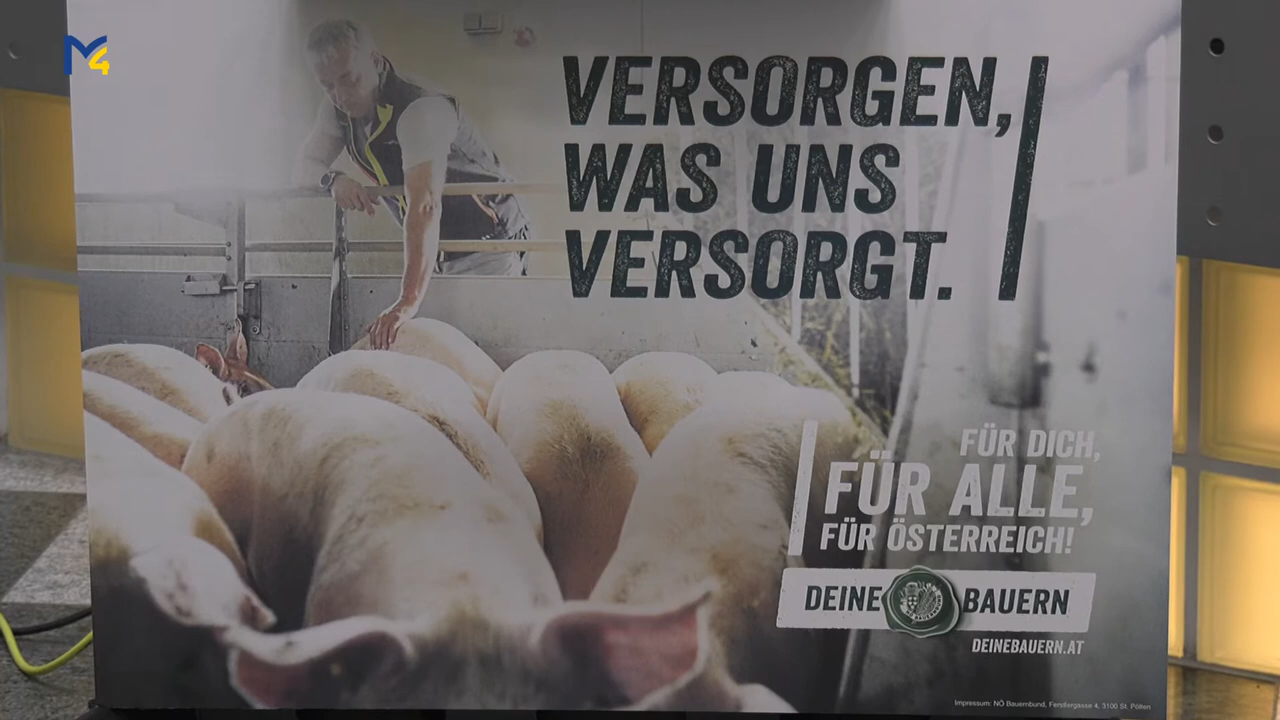 M4
VERSORGEN,
WAS UNS
VERSORGT.
FÜR DICH,
FÜR ALLE,
FÜR ÖSTERREICH!
DEINE BAUERN
DEINEBAUERN.AT
Impressum: NÖ Bauernbund, Ferstlergasse 4, 3100 St. Pölten